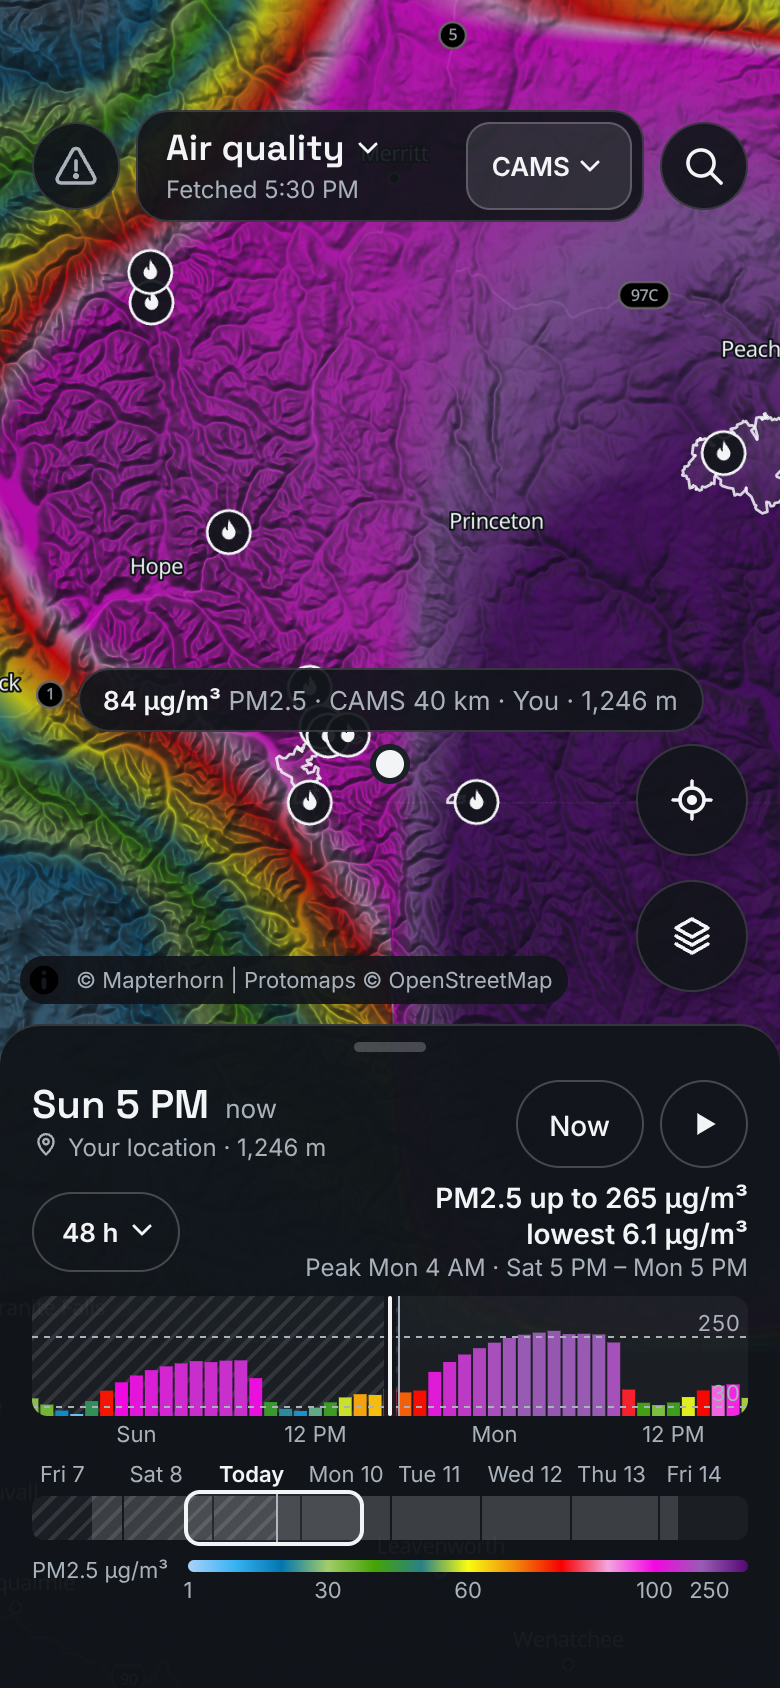 5
Air quality
Merritt
CAMS
Fetched 5:30 PM
97C
Peach
Princeton
Hope
ck
1
84 µg/m³ PM2.5 · CAMS 40 km · You · 1,246 m
© Mapterhorn | Protomaps © OpenStreetMap
Sun 5 PM now
Now
Your location · 1,246 m
PM2.5 up to 265 µg/m³
48 h
lowest 6.1 µg/m³
Peak Mon 4 AM · Sat 5 PM – Mon 5 PM
250
30
Sun 12 PM Mon 12 PM
Fri 7 Sat 8 Today Mon 10 Tue 11 Wed 12 Thu 13 Fri 14
Leavenworth
PM2.5 µg/m³
1 30 60 100 250
Wenatchee
90